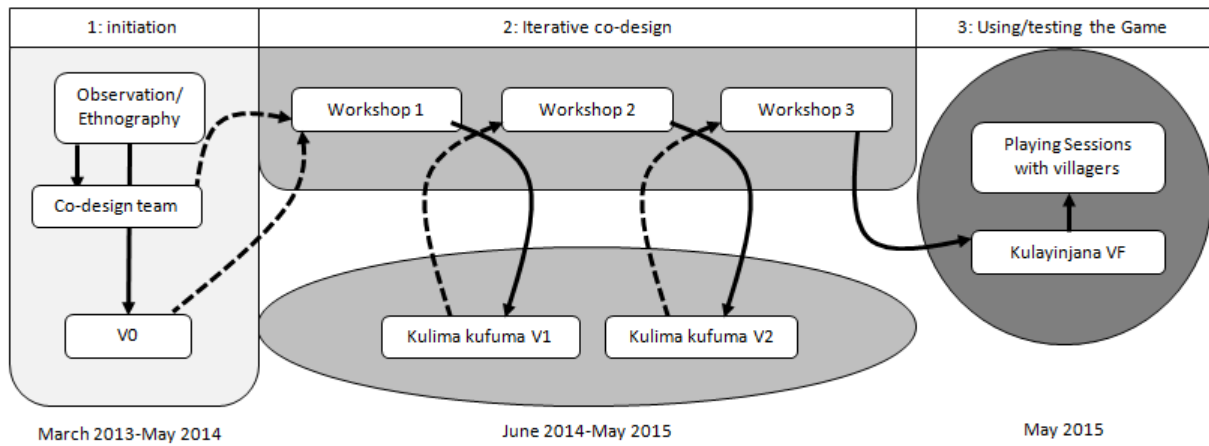 1: initiation
2: Iterative co-design
3: Using/testing the Game
Observation/
Ethnography
Co-design team
V0
Workshop 1
Workshop 2
Workshop 3
Kulima kufuma V1
Kulima kufuma V2
Playing Sessions
with villagers
Kulayinjana VF
March 2013-May 2014
June 2014-May 2015
May 2015